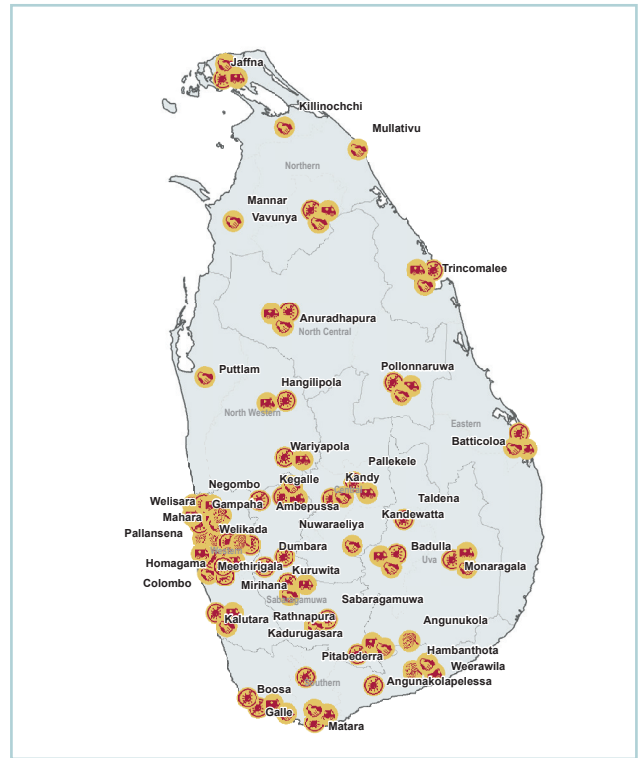 Jaffna
Killinochchi
Mullativu
Northern
Mannar
Vavunya
Trincomalee
Anuradhapura
North Central
Puttlam
Pollonnaruwa
Hangilipola
North Western
Eastern
Batticoloa
Wariyapola
Pallekele
Kegalle
Kandy
Negombo
Taldena
Welisara
Gampaha
Ambepussa
Mahara
Kandewatta
Nuwaraeliya
Pallansena
Welikada
Dumbara
Badulla
Uva
Homagama
Meethirigala
Monaragala
Kuruwita
Colombo
Mirihana
Sabaragamuwa
Sabaragamuwa
Rathnapura
Kalutara
Angunukola
Kadurugasara
Hambanthota
Pitabederra
Weerawila
Angunakolapelessa
Boosa
Galle
Matara